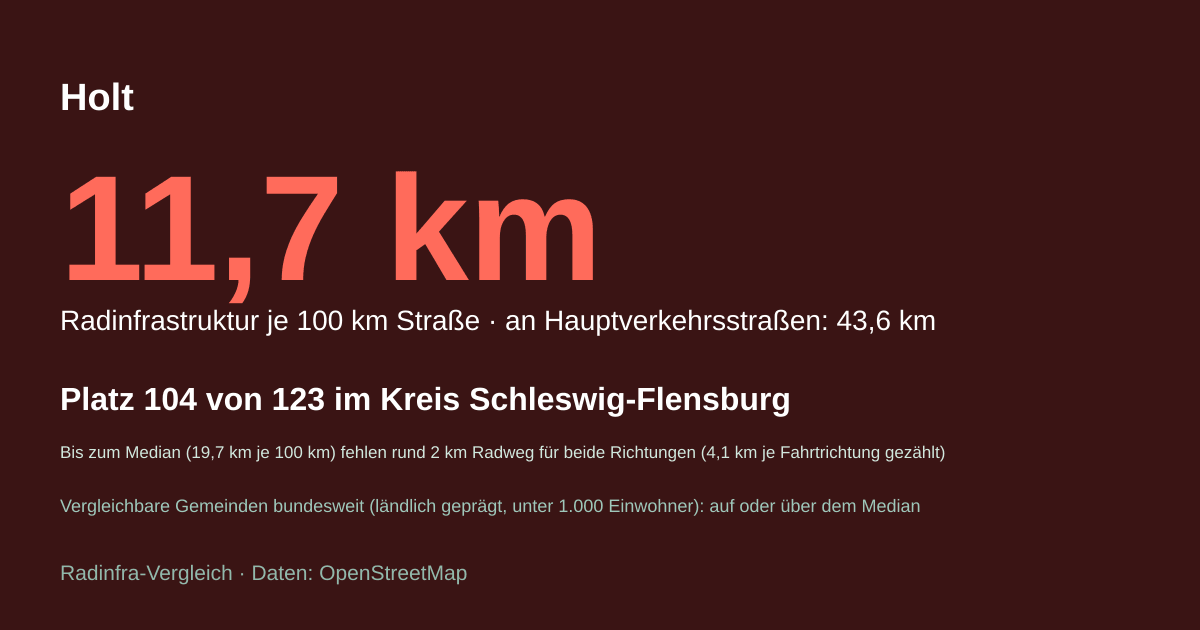 Holt
11,7 km
Radinfrastruktur je 100 km Straße · an Hauptverkehrsstraßen: 43,6 km
Platz 104 von 123 im Kreis Schleswig-Flensburg
Bis zum Median (19,7 km je 100 km) fehlen rund 2 km Radweg für beide Richtungen (4,1 km je Fahrtrichtung gezählt)
Vergleichbare Gemeinden bundesweit (ländlich geprägt, unter 1.000 Einwohner): auf oder über dem Median
Radinfra-Vergleich · Daten: OpenStreetMap